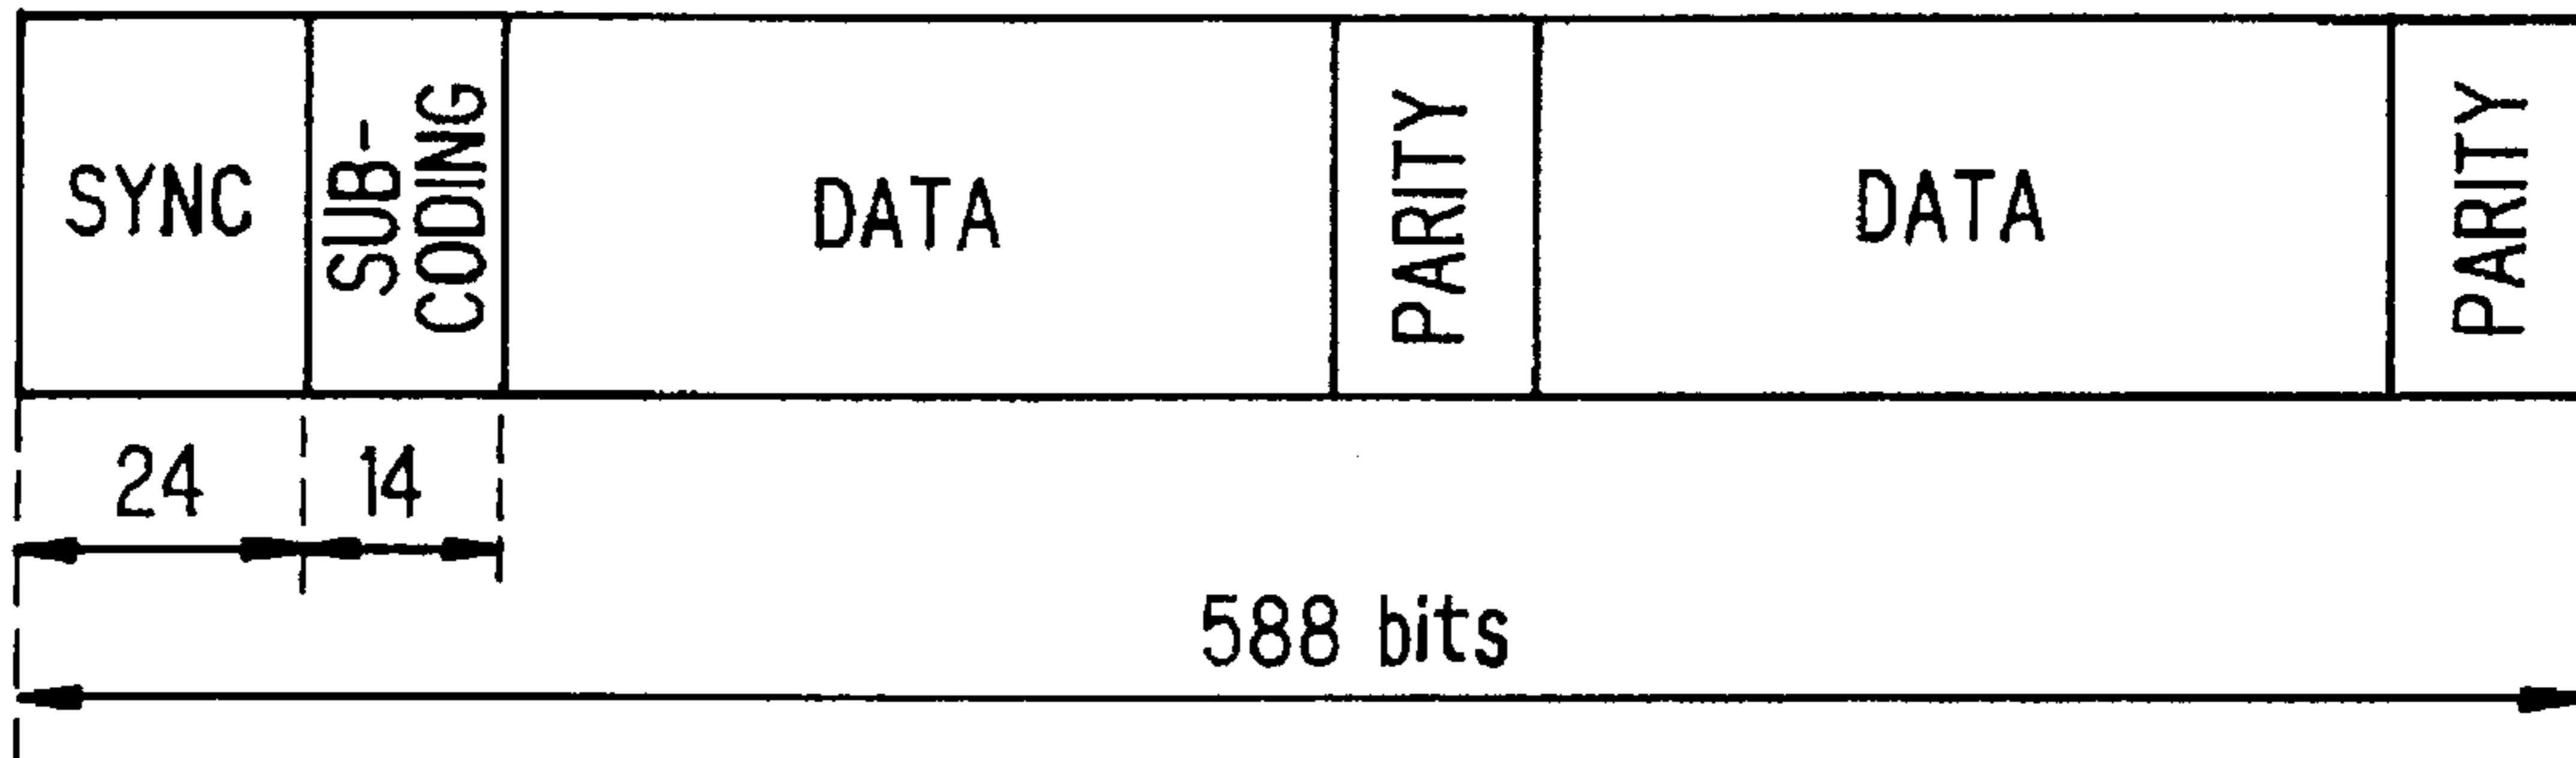 SYNC
SUB-
CODING
DATA
PARITY
DATA
PARITY
24
14
588 bits